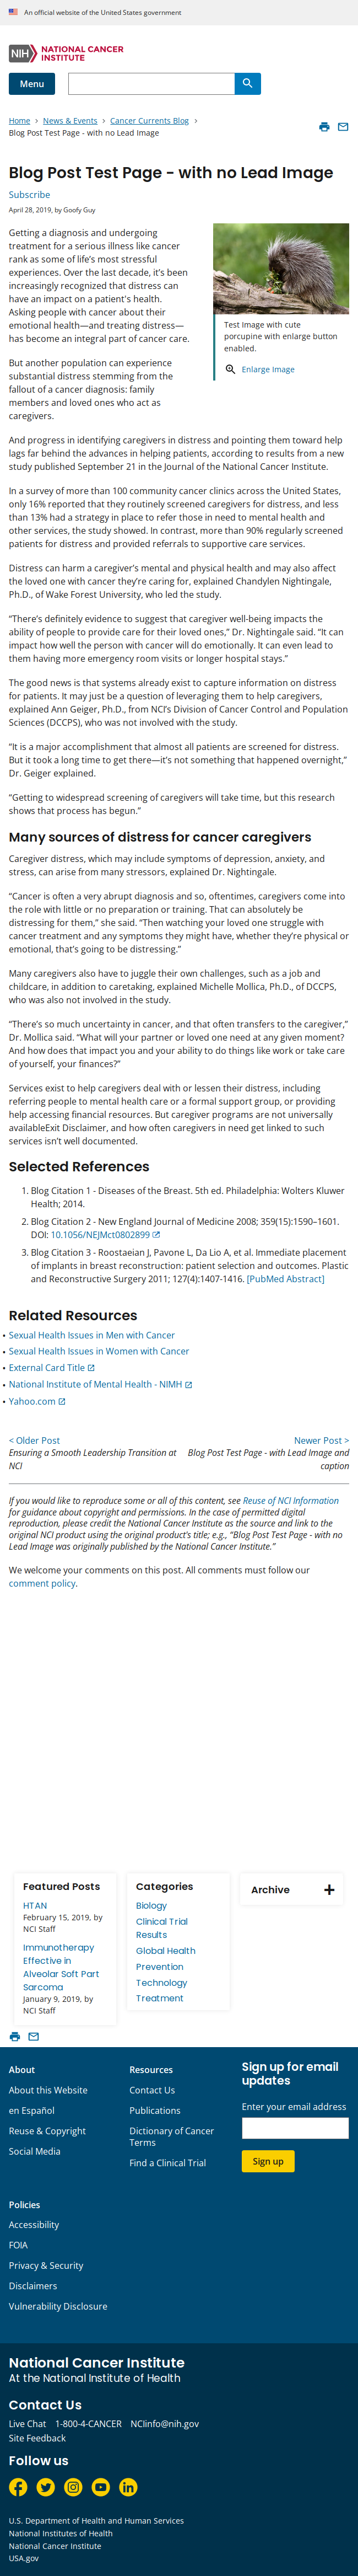 An official website of the United States government
NIH NATIONAL CANCER
INSTITUTE
Menu
Home > News & Events > Cancer Currents Blog >
Blog Post Test Page - with no Lead Image
Blog Post Test Page - with no Lead Image
Subscribe
April 28, 2019, by Goofy Guy
Getting a diagnosis and undergoing
treatment for a serious illness like cancer
rank as some of life's most stressful
experiences. Over the last decade, it's been
increasingly recognized that distress can
have an impact on a patient's health.
Asking people with cancer about their
emotional health—and treating distress—
has become an integral part of cancer care.
Test Image with cute
porcupine with enlarge button
enabled.
Enlarge Image
But another population can experience
substantial distress stemming from the
fallout of a cancer diagnosis: family
members and loved ones who act as
caregivers.
And progress in identifying caregivers in distress and pointing them toward help
lags far behind the advances in helping patients, according to results from a new
study published September 21 in the Journal of the National Cancer Institute.
In a survey of more than 100 community cancer clinics across the United States,
only 16% reported that they routinely screened caregivers for distress, and less
than 13% had a strategy in place to refer those in need to mental health and
other services, the study showed. In contrast, more than 90% regularly screened
patients for distress and provided referrals to supportive care services.
Distress can harm a caregiver's mental and physical health and may also affect
the loved one with cancer they're caring for, explained Chandylen Nightingale,
Ph.D., of Wake Forest University, who led the study.
“There's definitely evidence to suggest that caregiver well-being impacts the
ability of people to provide care for their loved ones,” Dr. Nightingale said. “It can
impact how well the person with cancer will do emotionally. It can even lead to
them having more emergency room visits or longer hospital stays.”
The good news is that systems already exist to capture information on distress
for patients. It may just be a question of leveraging them to help caregivers,
explained Ann Geiger, Ph.D., from NCI's Division of Cancer Control and Population
Sciences (DCCPS), who was not involved with the study.
“It is a major accomplishment that almost all patients are screened for distress.
But it took a long time to get there—it's not something that happened overnight,”
Dr. Geiger explained.
“Getting to widespread screening of caregivers will take time, but this research
shows that process has begun.”
Many sources of distress for cancer caregivers
Caregiver distress, which may include symptoms of depression, anxiety, and
stress, can arise from many stressors, explained Dr. Nightingale.
“Cancer is often a very abrupt diagnosis and so, oftentimes, caregivers come into
the role with little or no preparation or training. That can absolutely be
distressing for them,” she said. “Then watching your loved one struggle with
cancer treatment and any symptoms they might have, whether it's physical or
emotional, that's going to be distressing.”
Many caregivers also have to juggle their own challenges, such as a job and
childcare, in addition to caretaking, explained Michelle Mollica, Ph.D., of DCCPS,
who was also not involved in the study.
“There's so much uncertainty in cancer, and that often transfers to the caregiver,”
Dr. Mollica said. “What will your partner or loved one need at any given moment?
And how does that impact you and your ability to do things like work or take care
of yourself, your finances?”
Services exist to help caregivers deal with or lessen their distress, including
referring people to mental health care or a formal support group, or providing
help accessing financial resources. But caregiver programs are not universally
availableExit Disclaimer, and how often caregivers in need get linked to such
services isn't well documented.
Selected References
1. Blog Citation 1 - Diseases of the Breast. 5th ed. Philadelphia: Wolters Kluwer
Health; 2014.
2. Blog Citation 2 - New England Journal of Medicine 2008; 359(15):1590–1601.
DOI: 10.1056/NEJMct0802899
3. Blog Citation 3 - Roostaeian J, Pavone L, Da Lio A, et al. Immediate placement
of implants in breast reconstruction: patient selection and outcomes. Plastic
and Reconstructive Surgery 2011; 127(4):1407-1416. [PubMed Abstract]
Related Resources
• Sexual Health Issues in Men with Cancer
• Sexual Health Issues in Women with Cancer
• External Card Title
• National Institute of Mental Health - NIMH
• Yahoo.com
< Older Post
Ensuring a Smooth Leadership Transition at
NCI
Newer Post >
Blog Post Test Page - with Lead Image and
caption
If you would like to reproduce some or all of this content, see Reuse of NCI Information
for guidance about copyright and permissions. In the case of permitted digital
reproduction, please credit the National Cancer Institute as the source and link to the
original NCI product using the original product's title; e.g., “Blog Post Test Page - with no
Lead Image was originally published by the National Cancer Institute.”
We welcome your comments on this post. All comments must follow our
comment policy.
Featured Posts
HTAN
February 15, 2019, by
NCI Staff
Immunotherapy
Effective in
Alveolar Soft Part
Sarcoma
January 9, 2019, by
NCI Staff
Categories
Biology
Clinical Trial
Results
Global Health
Prevention
Technology
Treatment
Archive +
About
About this Website
en Español
Reuse & Copyright
Social Media
Resources
Contact Us
Publications
Dictionary of Cancer
Terms
Find a Clinical Trial
Sign up for email
updates
Enter your email address
Sign up
Policies
Accessibility
FOIA
Privacy & Security
Disclaimers
Vulnerability Disclosure
National Cancer Institute
At the National Institutes of Health
Contact Us
Live Chat 1-800-4-CANCER NCIinfo@nih.gov
Site Feedback
Follow us
U.S. Department of Health and Human Services
National Institutes of Health
National Cancer Institute
USA.gov